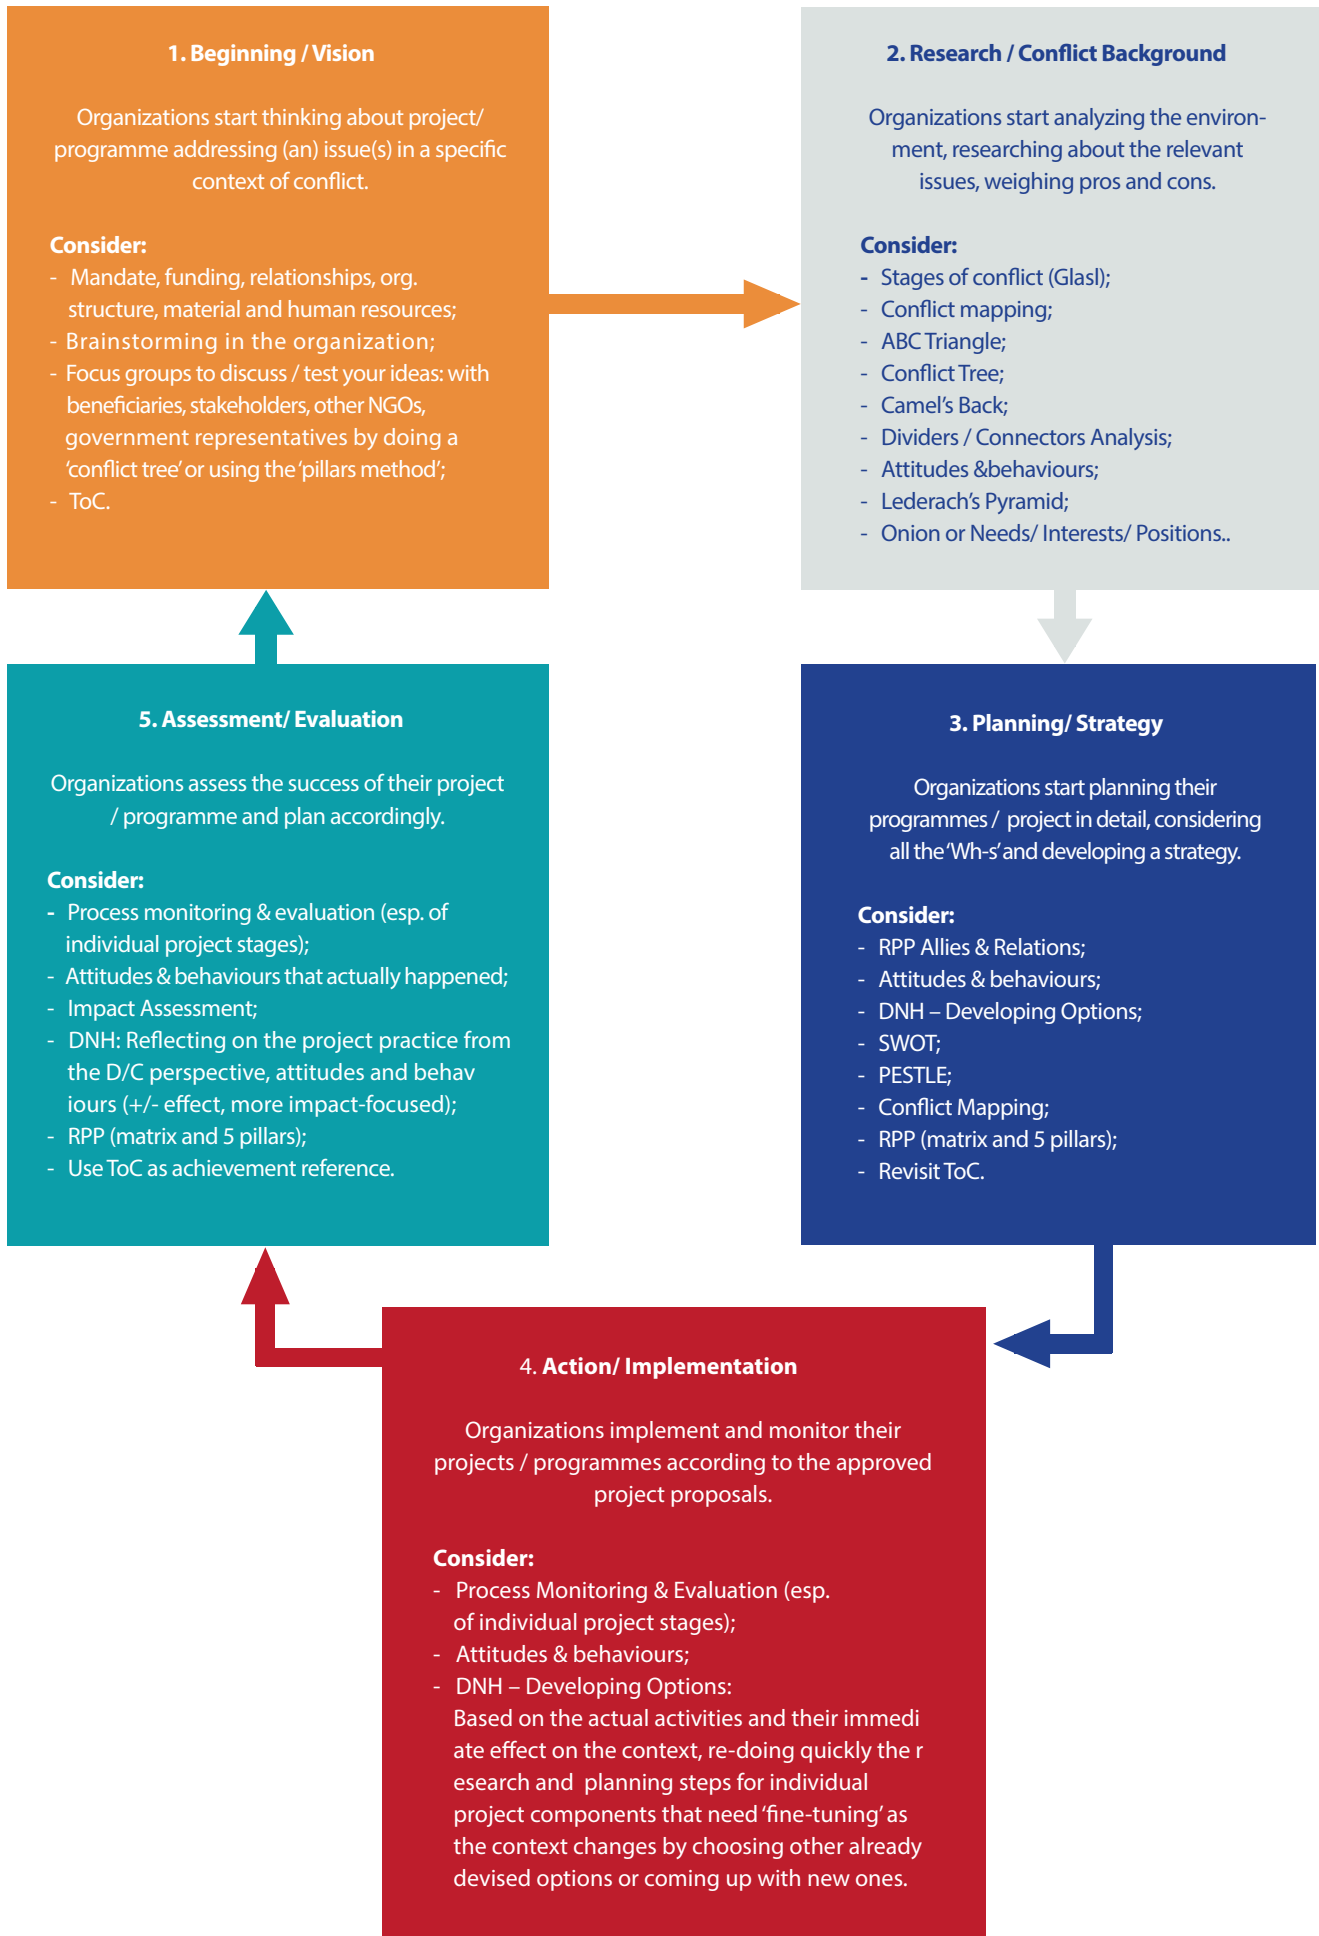 1. Beginning / Vision
Organizations start thinking about project/
programme addressing (an) issue(s) in a specific
context of conflict.
Consider:
- Mandate, funding, relationships, org.
structure, material and human resources;
- Brainstorming in the organization;
- Focus groups to discuss / test your ideas: with
beneficiaries, stakeholders, other NGOs,
government representatives by doing a
‘conflict tree’ or using the ‘pillars method’;
- ToC.
2. Research / Conflict Background
Organizations start analyzing the environ-
ment, researching about the relevant
issues, weighing pros and cons.
Consider:
- Stages of conflict (Glasl);
- Conflict mapping;
- ABC Triangle;
- Conflict Tree;
- Camel’s Back;
- Dividers / Connectors Analysis;
- Attitudes &behaviours;
- Lederach’s Pyramid;
- Onion or Needs/ Interests/ Positions..
3. Planning/ Strategy
Organizations start planning their
programmes / project in detail, considering
all the ‘Wh-s’ and developing a strategy.
Consider:
- RPP Allies & Relations;
- Attitudes & behaviours;
- DNH – Developing Options;
- SWOT;
- PESTLE;
- Conflict Mapping;
- RPP (matrix and 5 pillars);
- Revisit ToC.
4. Action/ Implementation
Organizations implement and monitor their
projects / programmes according to the approved
project proposals.
Consider:
- Process Monitoring & Evaluation (esp.
of individual project stages);
- Attitudes & behaviours;
- DNH – Developing Options:
Based on the actual activities and their immedi
ate effect on the context, re-doing quickly the r
esearch and planning steps for individual
project components that need ‘fine-tuning’ as
the context changes by choosing other already
devised options or coming up with new ones.
5. Assessment/ Evaluation
Organizations assess the success of their project
/ programme and plan accordingly.
Consider:
- Process monitoring & evaluation (esp. of
individual project stages);
- Attitudes & behaviours that actually happened;
- Impact Assessment;
- DNH: Reflecting on the project practice from
the D/C perspective, attitudes and behav
iours (+/- effect, more impact-focused);
- RPP (matrix and 5 pillars);
- Use ToC as achievement reference.